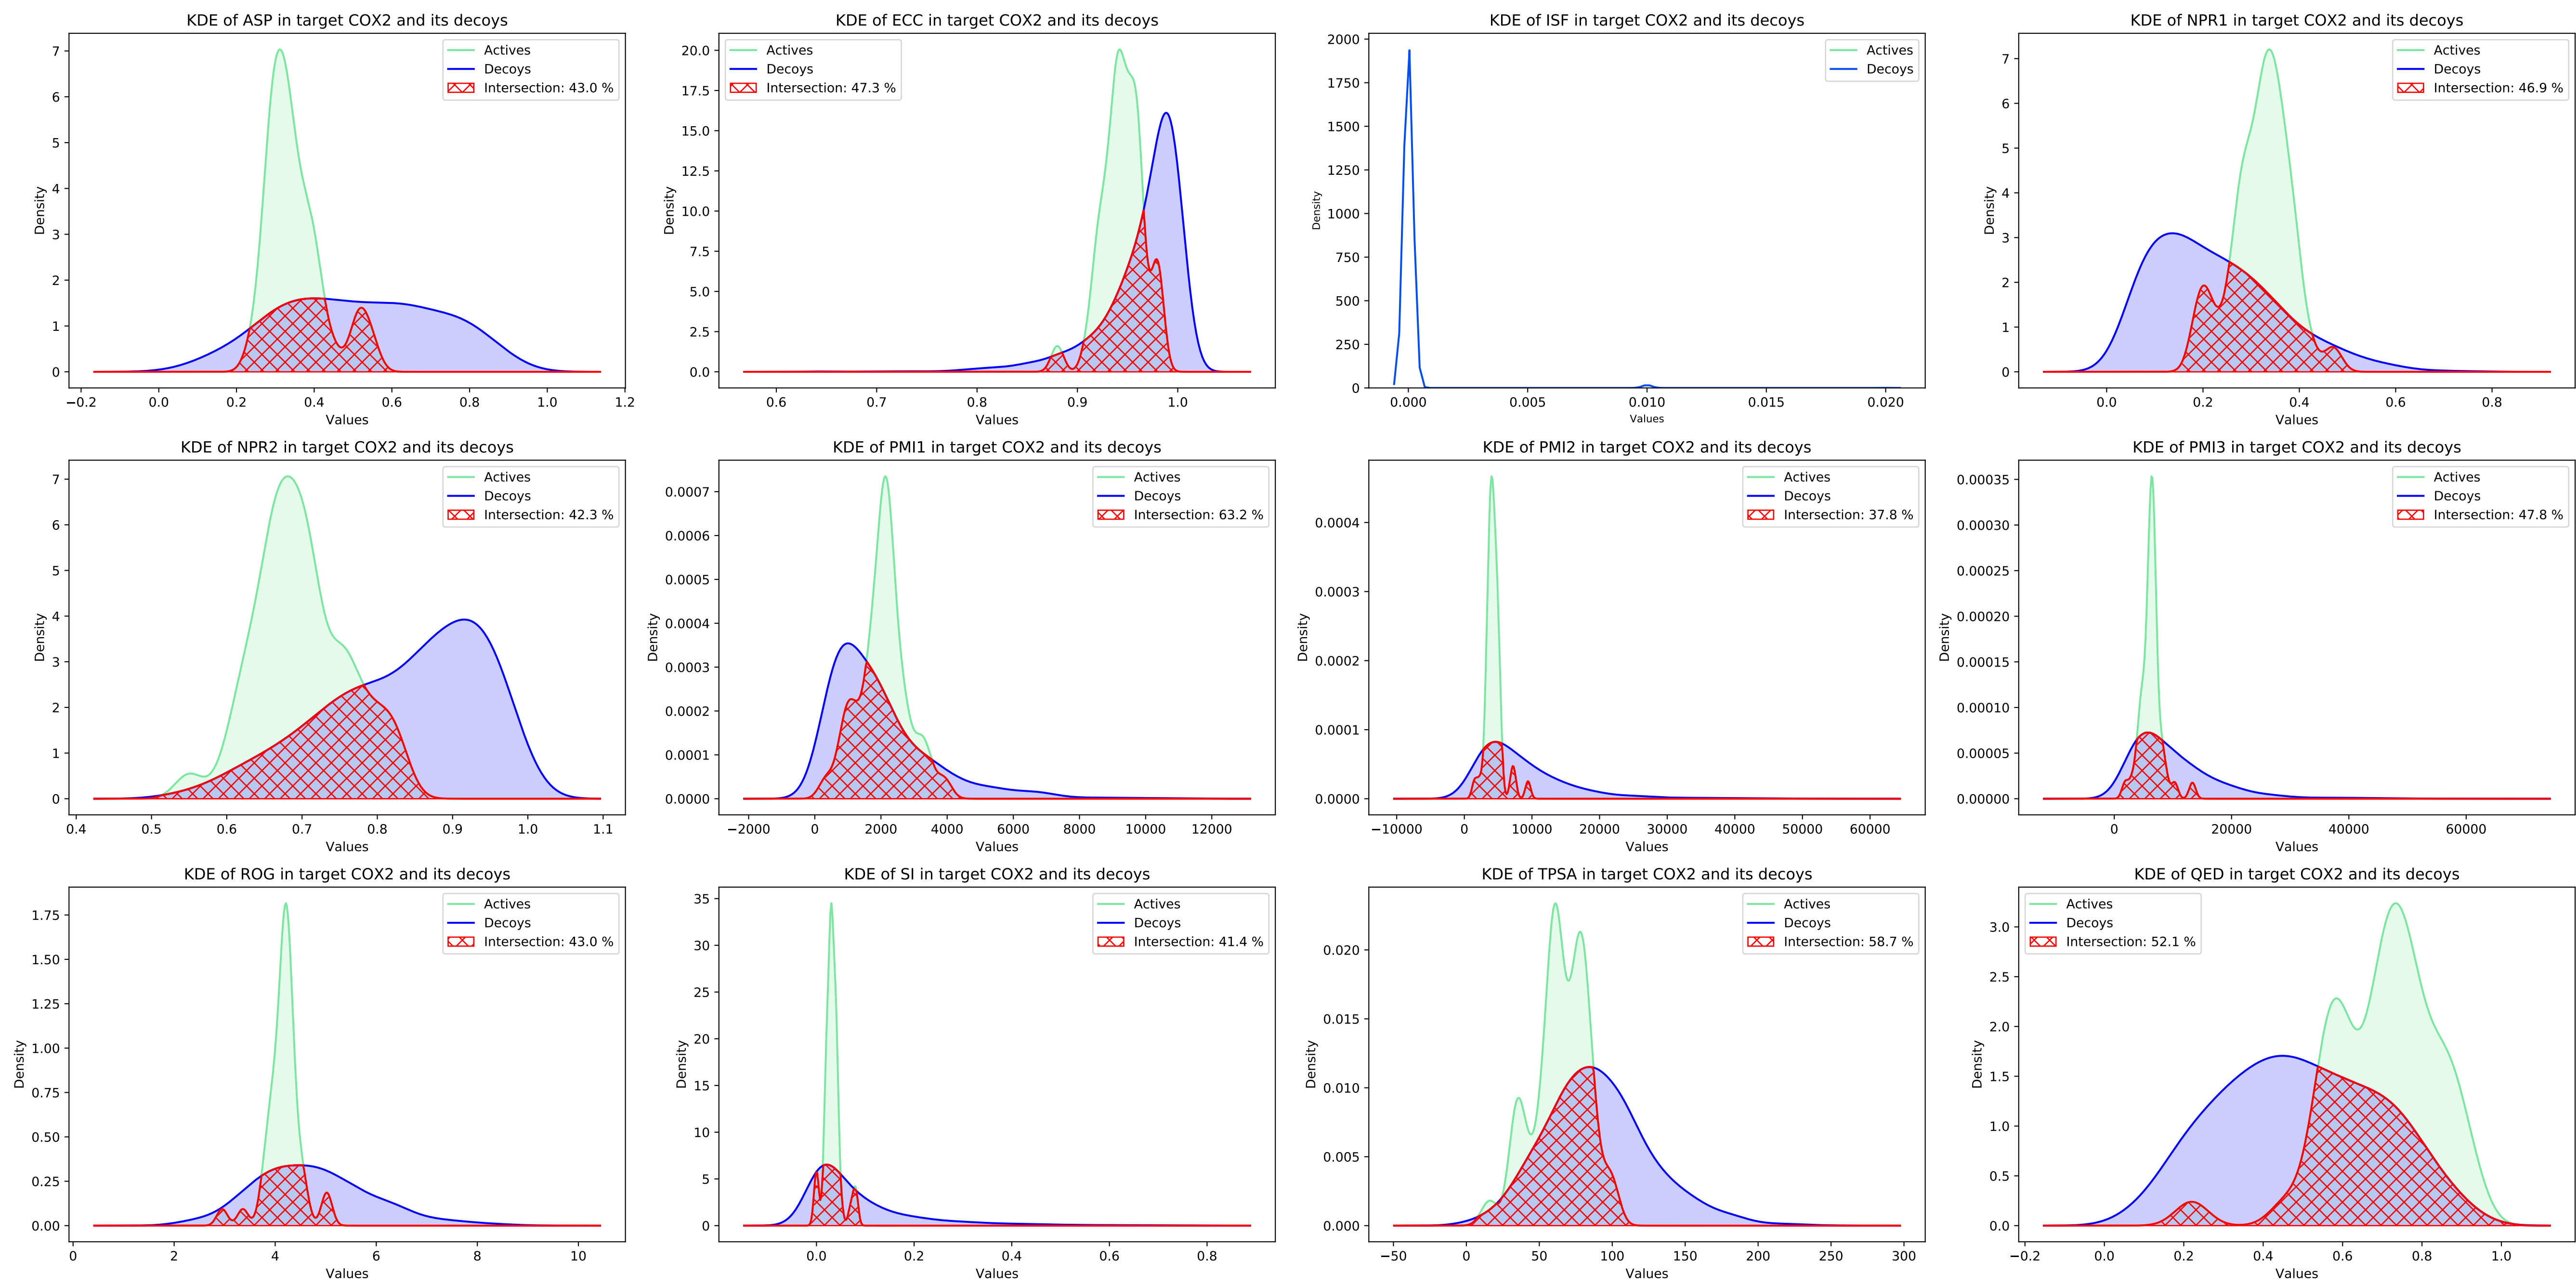 KDE of ASP in target COX2 and its decoys
Actives
Decoys
Intersection: 43.0 %
Density
7
6
5
4
3
2
1
0
−0.2 0.0 0.2 0.4 0.6 0.8 1.0 1.2
Values
KDE of ECC in target COX2 and its decoys
Actives
Decoys
Intersection: 47.3 %
Density
20.0
17.5
15.0
12.5
10.0
7.5
5.0
2.5
0.0
0.6 0.7 0.8 0.9 1.0
Values
KDE of ISF in target COX2 and its decoys
Actives
Decoys
Density
2000
1750
1500
1250
1000
750
500
250
0
0.000 0.005 0.010 0.015 0.020
Values
KDE of NPR1 in target COX2 and its decoys
Actives
Decoys
Intersection: 46.9 %
Density
7
6
5
4
3
2
1
0
0.0 0.2 0.4 0.6 0.8
Values
KDE of NPR2 in target COX2 and its decoys
Actives
Decoys
Intersection: 42.3 %
Density
7
6
5
4
3
2
1
0
0.4 0.5 0.6 0.7 0.8 0.9 1.0 1.1
Values
KDE of PMI1 in target COX2 and its decoys
Actives
Decoys
Intersection: 63.2 %
Density
0.0007
0.0006
0.0005
0.0004
0.0003
0.0002
0.0001
0.0000
−2000 0 2000 4000 6000 8000 10000 12000
Values
KDE of PMI2 in target COX2 and its decoys
Actives
Decoys
Intersection: 37.8 %
Density
0.0004
0.0003
0.0002
0.0001
0.0000
−10000 0 10000 20000 30000 40000 50000 60000
Values
KDE of PMI3 in target COX2 and its decoys
Actives
Decoys
Intersection: 47.8 %
Density
0.00035
0.00030
0.00025
0.00020
0.00015
0.00010
0.00005
0.00000
0 20000 40000 60000
Values
KDE of ROG in target COX2 and its decoys
Actives
Decoys
Intersection: 43.0 %
Density
1.75
1.50
1.25
1.00
0.75
0.50
0.25
0.00
0 2 4 6 8 10
Values
KDE of SI in target COX2 and its decoys
Actives
Decoys
Intersection: 41.4 %
Density
35
30
25
20
15
10
5
0
0.0 0.2 0.4 0.6 0.8
Values
KDE of TPSA in target COX2 and its decoys
Actives
Decoys
Intersection: 58.7 %
Density
0.020
0.015
0.010
0.005
0.000
−50 0 50 100 150 200 250 300
Values
KDE of QED in target COX2 and its decoys
Actives
Decoys
Intersection: 52.1 %
Density
3.0
2.5
2.0
1.5
1.0
0.5
0.0
−0.2 0.0 0.2 0.4 0.6 0.8 1.0
Values